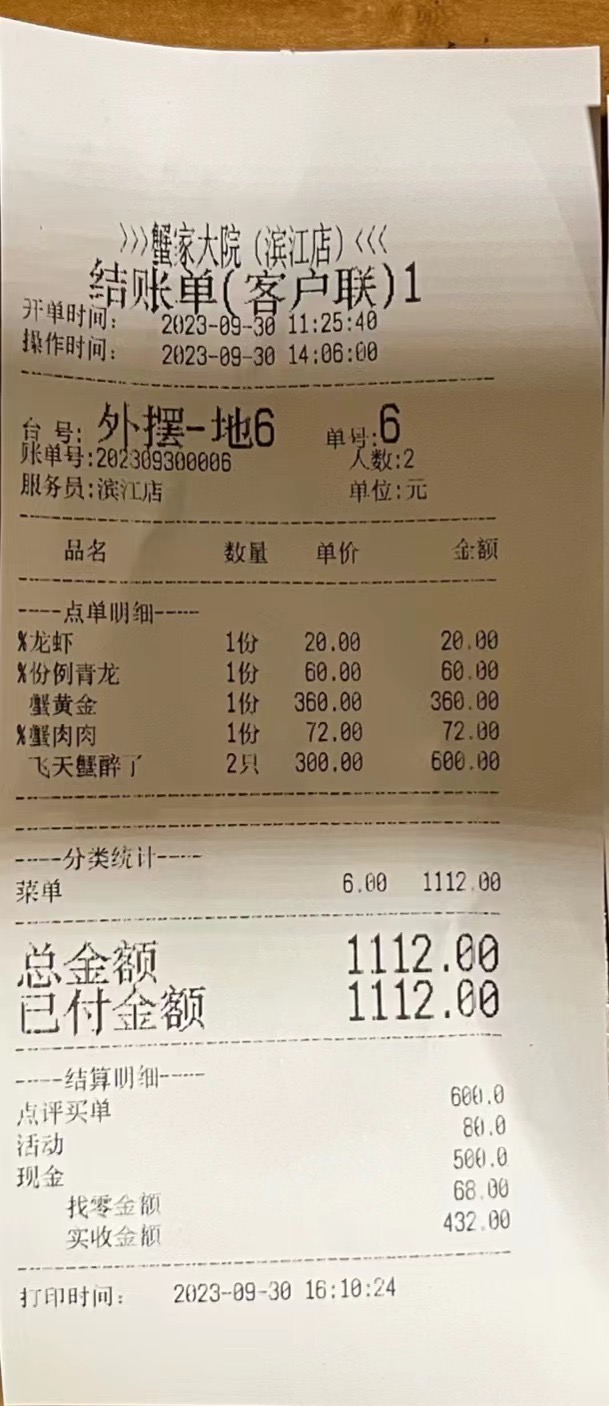 >>>蟹家大院(滨江店)<<<
结账单(客户联)1
开单时间: 2023-09-30 11:25:40
操作时间: 2023-09-30 14:06:00
台 号: 外摆-地6 单号:6
账单号:202309300006 人数:2
服务员:滨江店 单位:元
品名 数量 单价 金额
----点单明细----
%龙虾 1份 20.00 20.00
%份例青龙 1份 60.00 60.00
蟹黄金 1份 360.00 360.00
%蟹肉肉 1份 72.00 72.00
飞天蟹醉了 2只 300.00 600.00
----分类统计----
菜单 6.00 1112.00
总金额 1112.00
已付金额 1112.00
----结算明细----
点评买单 600.0
活动 80.0
现金 500.0
找零金额 68.00
实收金额 432.00
打印时间: 2023-09-30 16:10:24